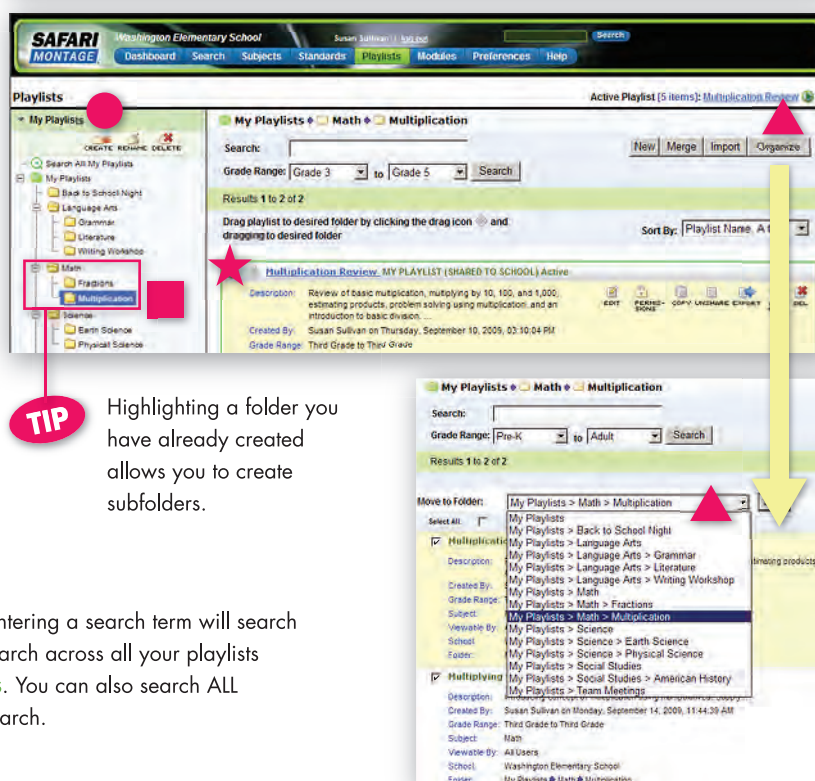 SAFARI
MONTAGE
Washington Elementary School
Susan Sullivan | log out
Search
Dashboard Search Subjects Standards Playlists Modules Preferences Help
Playlists
Active Playlist [5 items]: Multiplication Review
My Playlists
CREATE RENAME DELETE
Search All My Playlists
My Playlists
Back to School Night
Language Arts
Grammar
Literature
Writing Workshop
Math
Fractions
Multiplication
Science
Earth Science
Physical Science
My Playlists Math Multiplication
Search:
New Merge Import Organize
Grade Range: Grade 3 to Grade 5 Search
Results 1 to 2 of 2
Drag playlist to desired folder by clicking the drag icon and
dragging to desired folder
Sort By: Playlist Name, A t
Multiplication Review MY PLAYLIST (SHARED TO SCHOOL) Active
Description: Review of basic mutiplication, mutiplying by 10, 100, and 1,000,
estimating products, problem solving using multiplication, and an
introduction to basic division. ...
EDIT PERMIS-SIONS COPY UNSHARE EXPORT DEL
Created By: Susan Sullivan on Thursday, September 10, 2009, 03:10:04 PM
Grade Range: Third Grade to Third Grade
TIP
Highlighting a folder you
have already created
allows you to create
subfolders.
ntering a search term will search
arch across all your playlists
s. You can also search ALL
arch.
My Playlists Math Multiplication
Search:
Grade Range: Pre-K to Adult Search
Results 1 to 2 of 2
Move to Folder: My Playlists > Math > Multiplication
Select All:
My Playlists
My Playlists > Back to School Night
Multiplicatio
My Playlists > Language Arts
Description:
My Playlists > Language Arts > Grammar
timating products
My Playlists > Language Arts > Literature
My Playlists > Language Arts > Writing Workshop
Created By:
My Playlists > Math
Grade Range:
My Playlists > Math > Fractions
Subject:
My Playlists > Math > Multiplication
Viewable By:
My Playlists > Science
School:
My Playlists > Science > Earth Science
Folder:
My Playlists > Science > Physical Science
My Playlists > Social Studies
Multiplying
My Playlists > Social Studies > American History
My Playlists > Team Meetings
Description:
Created By: Susan Sullivan on Monday, September 14, 2009, 11:44:39 AM
Grade Range: Third Grade to Third Grade
Subject: Math
Viewable By: All Users
School: Washington Elementary School
Folder: My Playlists Math Multiplication